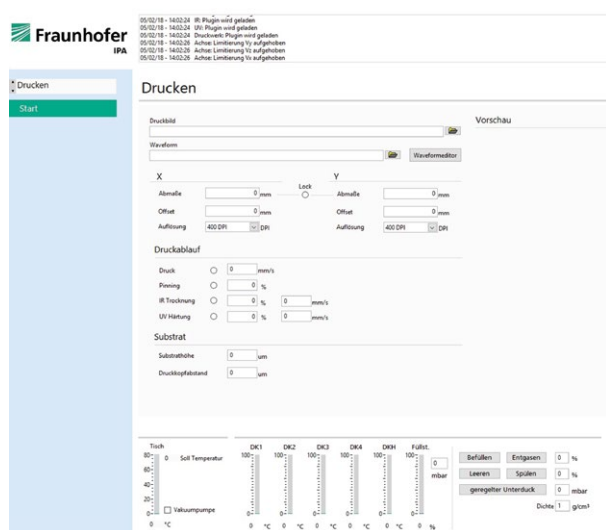 Fraunhofer
IPA
05/02/18 - 14:02:24 IR: Plugin wird geladen
05/02/18 - 14:02:24 UV: Plugin wird geladen
05/02/18 - 14:02:24 Druckwerk: Plugin wird geladen
05/02/18 - 14:02:26 Achse: Limitierung Vy aufgehoben
05/02/18 - 14:02:26 Achse: Limitierung Vz aufgehoben
05/02/18 - 14:02:26 Achse: Limitierung Vx aufgehoben
Drucken
Start
Drucken
Druckbild
Waveform
Waveformeditor
Vorschau
X Y
Lock
Abmaße 0 mm Abmaße 0 mm
Offset 0 mm Offset 0 mm
Auflösung 400 DPI DPI Auflösung 400 DPI DPI
Druckablauf
Druck 0 mm/s
Pinning 0 %
IR Trocknung 0 % 0 mm/s
UV Härtung 0 % 0 mm/s
Substrat
Substrathöhe 0 um
Druckkopfabstand 0 um
Tisch DK1 DK2 DK3 DK4 DKH Füllst.
80 0 Soll Temperatur 100 100 100 100 100 100 0 mbar
60
40
20
0 Vakuumpumpe 0 0 0 0 0 0
0 °C 0 °C 0 °C 0 °C 0 °C 0 °C 0 %
Befüllen Entgasen 0 %
Leeren Spülen 0 %
geregelter Unterduck 0 mbar
Dichte 1 g/cm³